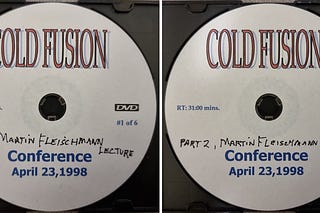 COLD FUSION
DVD
#1 of 6
MARTIN FLEISCHMANN
LECTURE
Conference
April 23,1998
COLD FUSION
RT: 31:00 mins.
PART 2, MARTIN FLEISCHMANN
Conference
April 23,1998